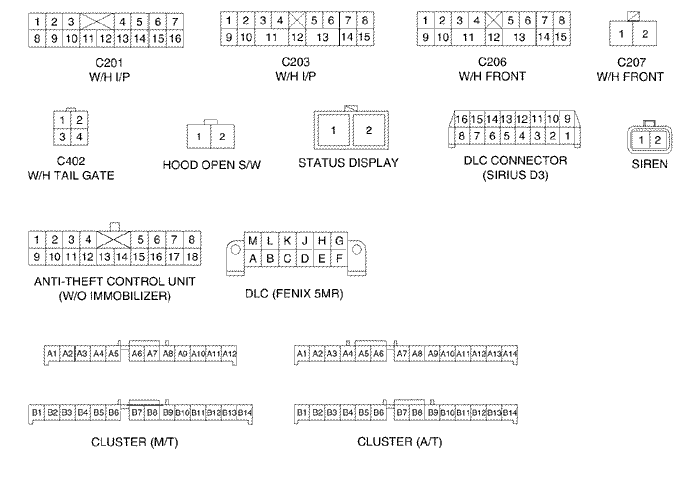 1 2 3 4 5 6 7
8 9 10 11 12 13 14 15 16
C201
W/H I/P
1 2 3 4 5 6 7 8
9 10 11 12 13 14 15
C203
W/H I/P
1 2 3 4 5 6 7 8
9 10 11 12 13 14 15
C206
W/H FRONT
1 2
C207
W/H FRONT
1 2
3 4
C402
W/H TAIL GATE
1 2
HOOD OPEN S/W
1 2
STATUS DISPLAY
16 15 14 13 12 11 10 9
8 7 6 5 4 3 2 1
DLC CONNECTOR
(SIRIUS D3)
1 2
SIREN
1 2 3 4 5 6 7 8
9 10 11 12 13 14 15 16 17 18
ANTI-THEFT CONTROL UNIT
(W/O IMMOBILIZER)
M L K J H G
A B C D E F
DLC (FENIX 5MR)
A1 A2 A3 A4 A5 A6 A7 A8 A9 A10 A11 A12
B1 B2 B3 B4 B5 B6 B7 B8 B9 B10 B11 B12 B13 B14
CLUSTER (M/T)
A1 A2 A3 A4 A5 A6 A7 A8 A9 A10 A11 A12 A13 A14
B1 B2 B3 B4 B5 B6 B7 B8 B9 B10 B11 B12 B13 B14
CLUSTER (A/T)